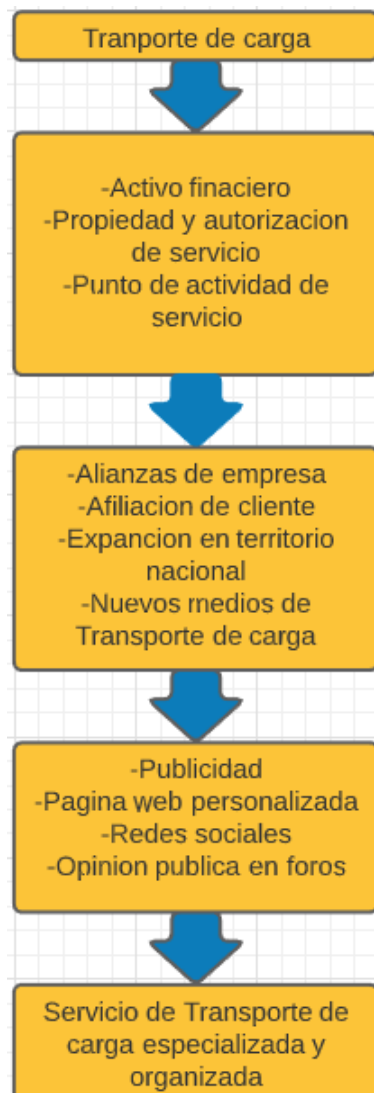 Tranporte de carga
-Activo finaciero
-Propiedad y autorizacion
de servicio
-Punto de actividad de
servicio
-Alianzas de empresa
-Afiliacion de cliente
-Expancion en territorio
nacional
-Nuevos medios de
Transporte de carga
-Publicidad
-Pagina web personalizada
-Redes sociales
-Opinion publica en foros
Servicio de Transporte de
carga especializada y
organizada